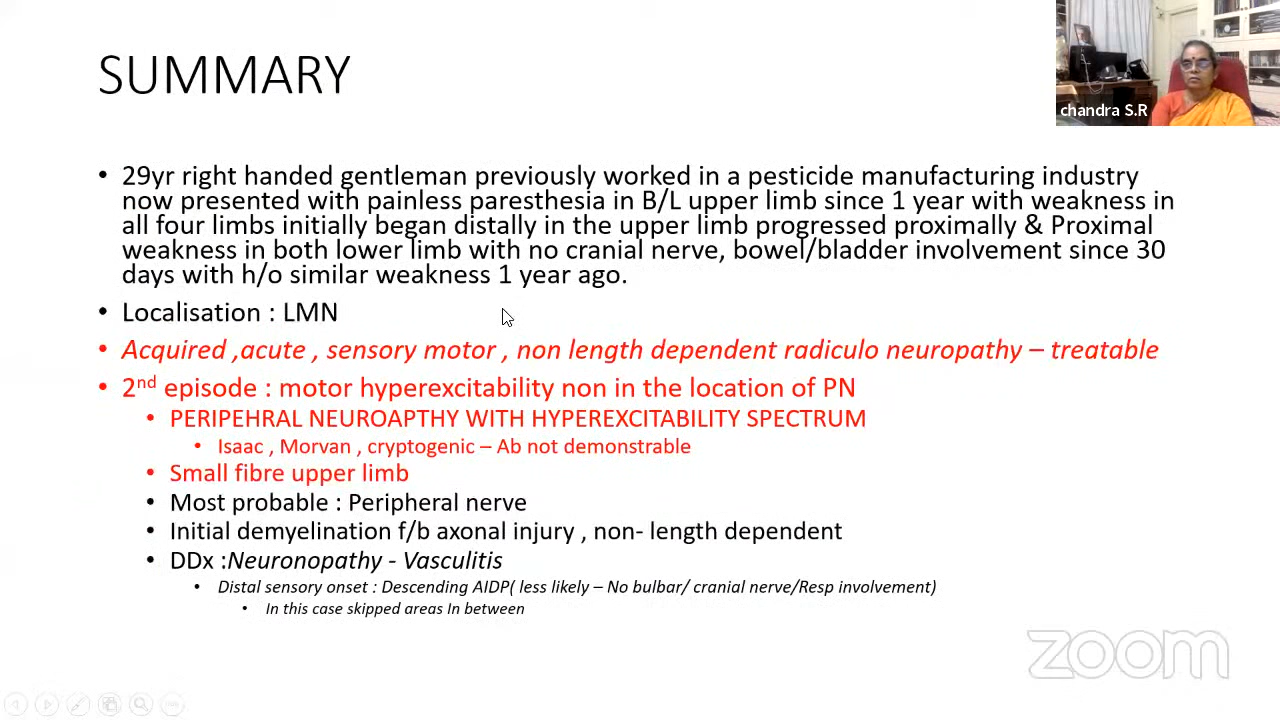 SUMMARY
chandra S.R
• 29yr right handed gentleman previously worked in a pesticide manufacturing industry
now presented with painless paresthesia in B/L upper limb since 1 year with weakness in
all four limbs initially began distally in the upper limb progressed proximally & Proximal
weakness in both lower limb with no cranial nerve, bowel/bladder involvement since 30
days with h/o similar weakness 1 year ago.
• Localisation : LMN
• Acquired ,acute , sensory motor , non length dependent radiculo neuropathy – treatable
• 2nd episode : motor hyperexcitability non in the location of PN
• PERIPEHRAL NEUROAPTHY WITH HYPEREXCITABILITY SPECTRUM
• Isaac , Morvan , cryptogenic – Ab not demonstrable
• Small fibre upper limb
• Most probable : Peripheral nerve
• Initial demyelination f/b axonal injury , non- length dependent
• DDx :Neuronopathy - Vasculitis
• Distal sensory onset : Descending AIDP( less likely – No bulbar/ cranial nerve/Resp involvement)
• In this case skipped areas In between
zoom